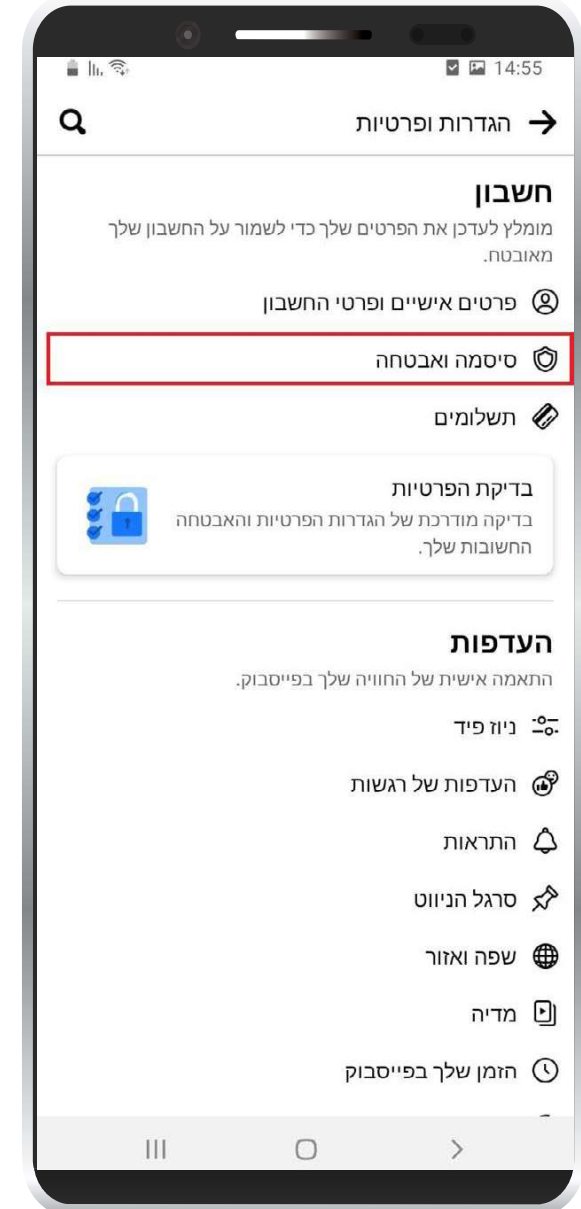 14:55
הגדרות ופרטיות
חשבון
מומלץ לעדכן את הפרטים שלך כדי לשמור על החשבון שלך
מאובטח.
פרטים אישיים ופרטי החשבון
סיסמה ואבטחה
תשלומים
בדיקת הפרטיות
בדיקה מודרכת של הגדרות הפרטיות והאבטחה
החשובות שלך.
העדפות
התאמה אישית של החוויה שלך בפייסבוק.
ניוז פיד
העדפות של רגשות
התראות
סרגל הניווט
שפה ואזור
מדיה
הזמן שלך בפייסבוק